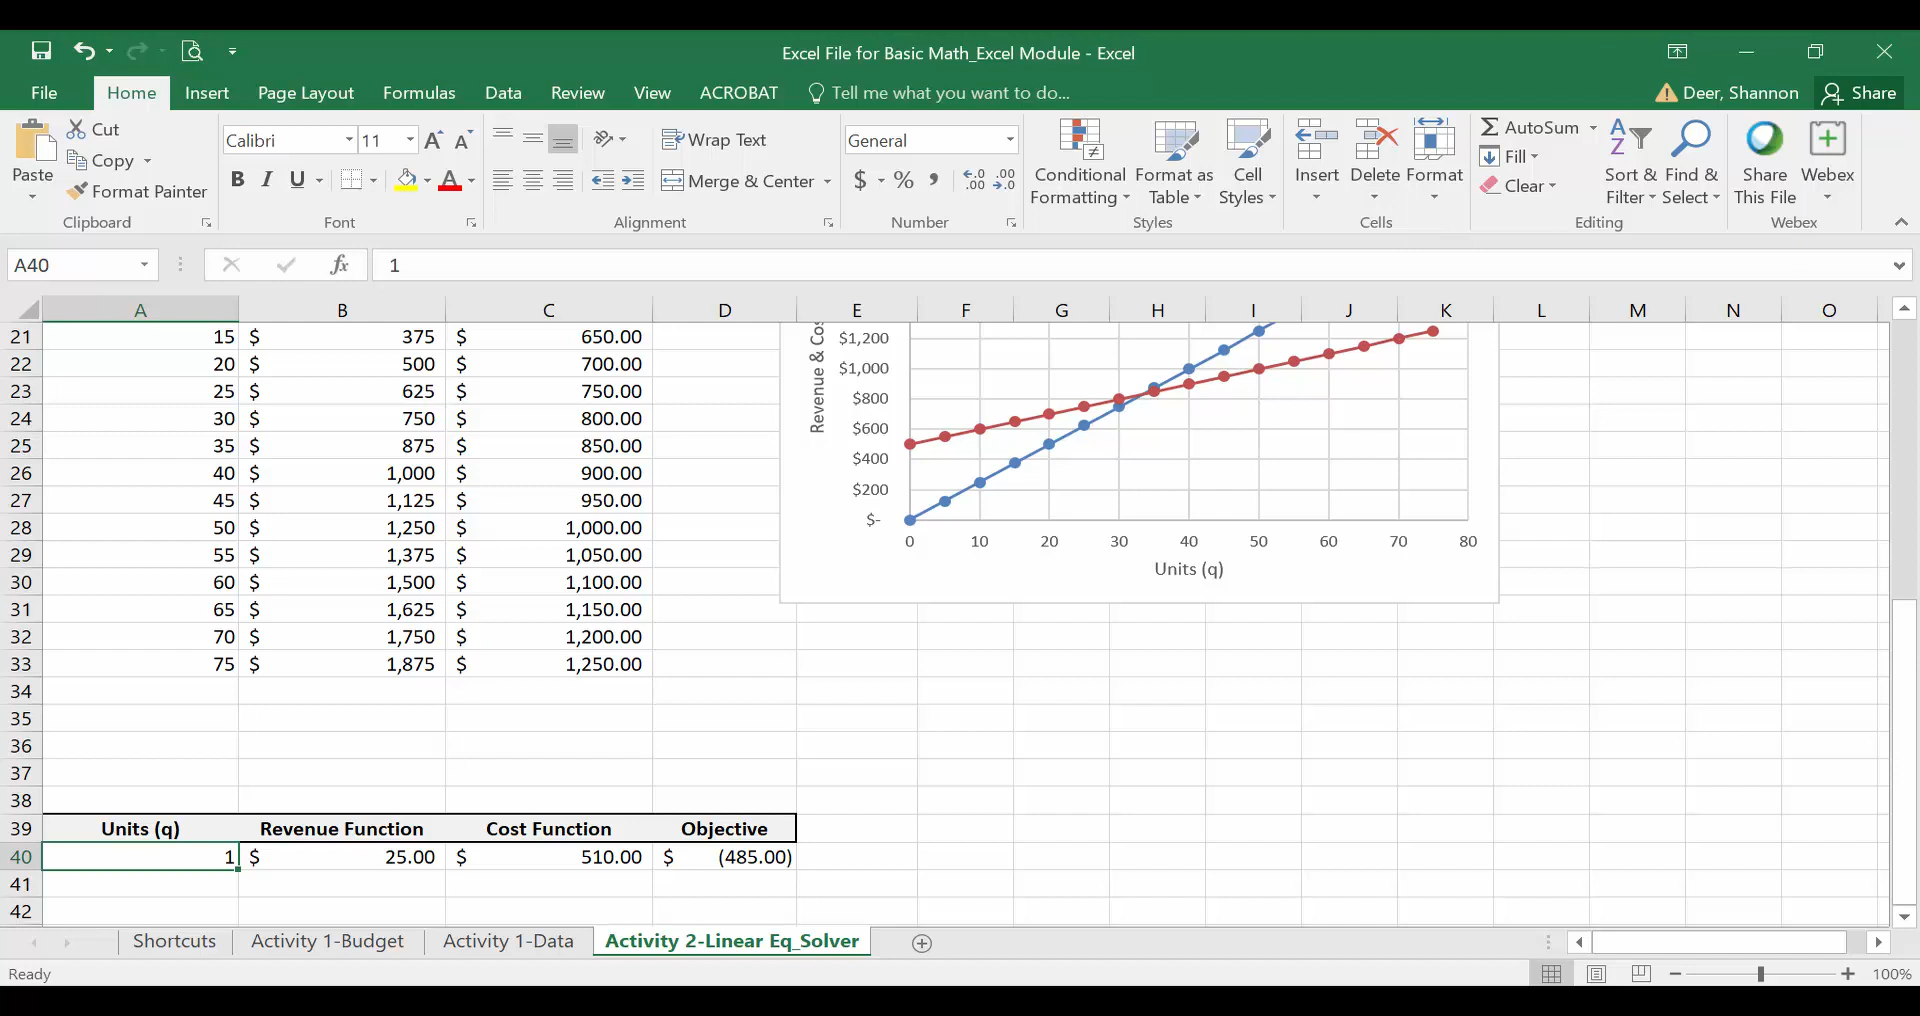 Excel File for Basic Math_Excel Module - Excel
File Home Insert Page Layout Formulas Data Review View ACROBAT Tell me what you want to do... Deer, Shannon Share
Paste
Cut
Copy
Format Painter
Clipboard
Calibri 11
B I U A
Font
Wrap Text
Merge & Center
Alignment
General
$ % , .00 .00
Number
Conditional Formatting
Format as Table
Cell Styles
Styles
Insert Delete Format
Cells
AutoSum
Fill
Clear
Sort & Filter
Find & Select
Editing
Share This File
Webex
Webex
A40 fx 1
A B C D E F G H I J K L M N O
21 15 $ 375 $ 650.00
22 20 $ 500 $ 700.00
23 25 $ 625 $ 750.00
24 30 $ 750 $ 800.00
25 35 $ 875 $ 850.00
26 40 $ 1,000 $ 900.00
27 45 $ 1,125 $ 950.00
28 50 $ 1,250 $ 1,000.00
29 55 $ 1,375 $ 1,050.00
30 60 $ 1,500 $ 1,100.00
31 65 $ 1,625 $ 1,150.00
32 70 $ 1,750 $ 1,200.00
33 75 $ 1,875 $ 1,250.00
34
35
36
37
38
39 Units (q) Revenue Function Cost Function Objective
40 1 $ 25.00 $ 510.00 $ (485.00)
41
42
Revenue & Cos
$1,200
$1,000
$800
$600
$400
$200
$-
0 10 20 30 40 50 60 70 80
Units (q)
Shortcuts Activity 1-Budget Activity 1-Data Activity 2-Linear Eq_Solver
Ready 100%